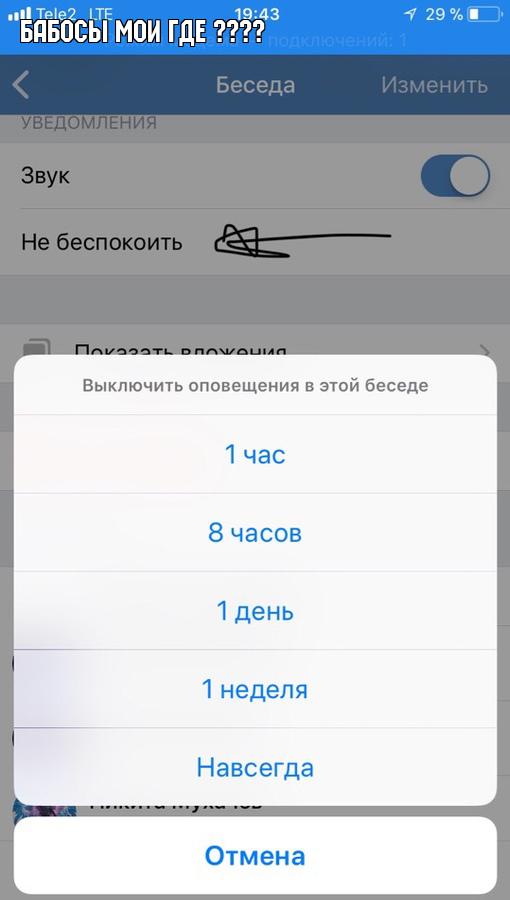 Tele2 LTE 19:43 29 %
БАБОСЫ МОИ ГДЕ ????
подключений: 1
Беседа Изменить
УВЕДОМЛЕНИЯ
Звук
Не беспокоить
Показать вложения
Выключить оповещения в этой беседе
1 час
8 часов
1 день
1 неделя
Навсегда
Никита Мухачов
Отмена